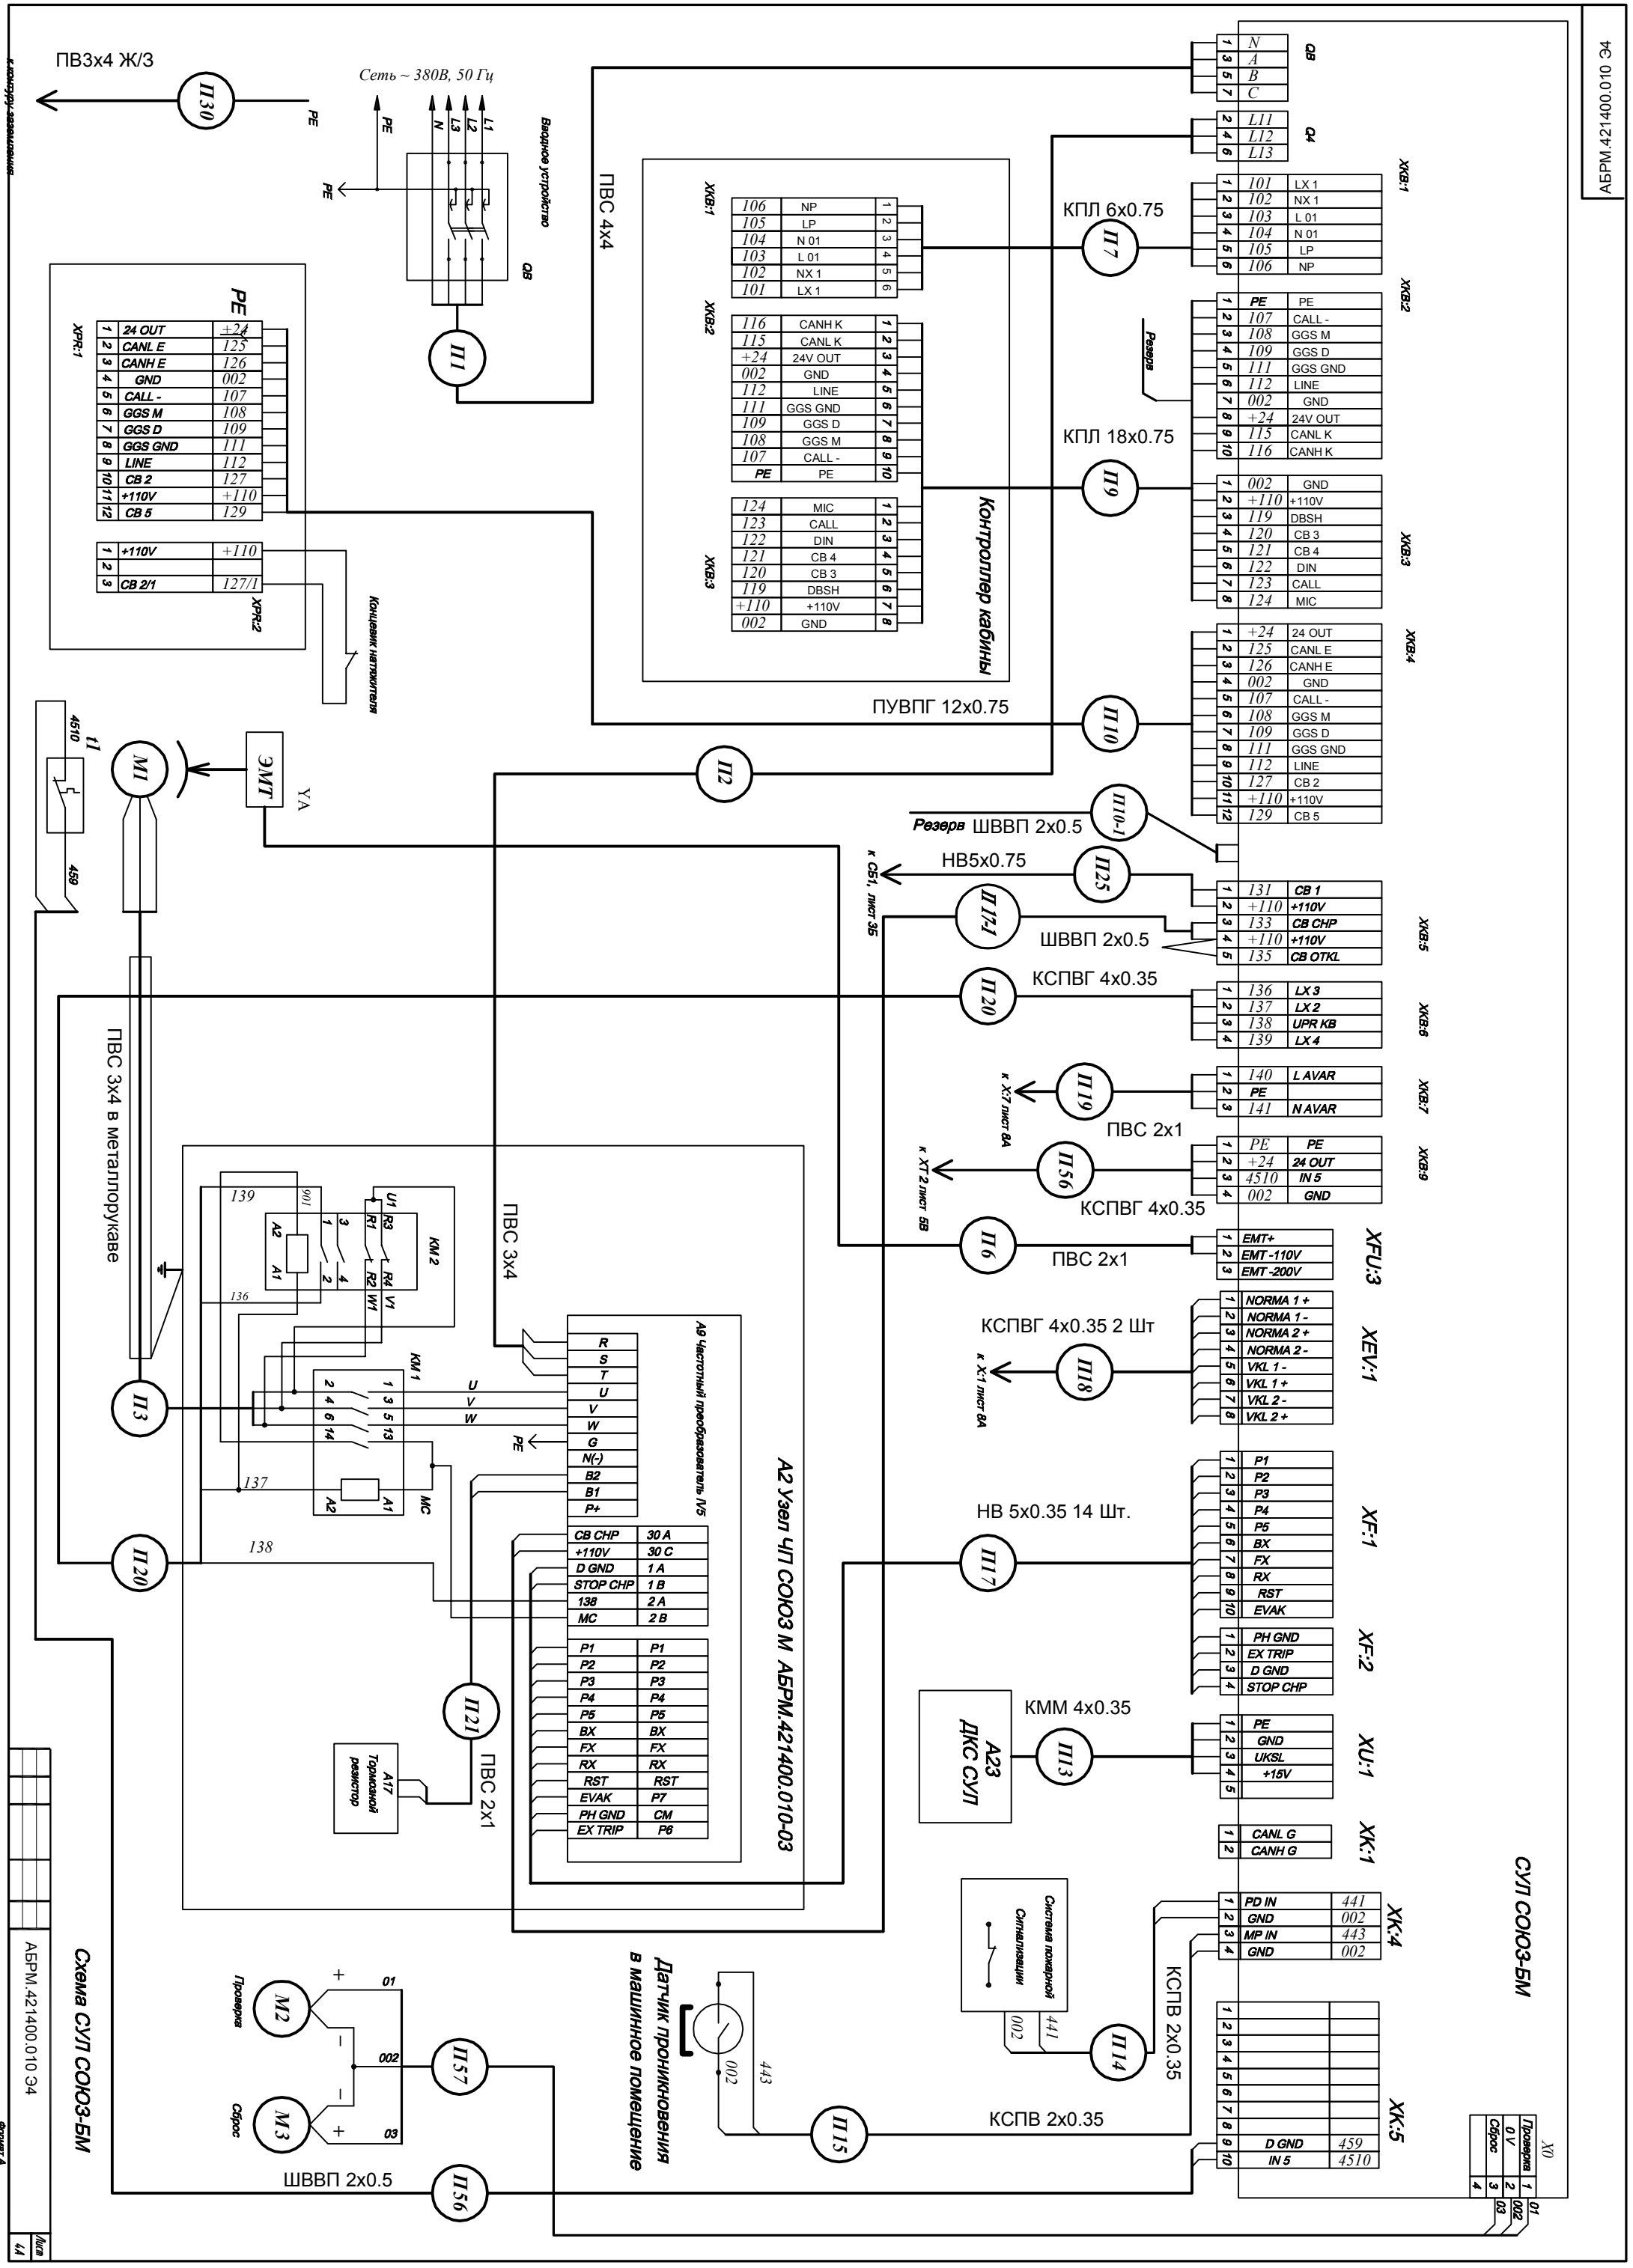 АБРМ.421400.010 Э4
СУЛ СОЮЗ-БМ
QB
1 N
3 A
5 B
7 C
Q4
2 L11
4 L12
6 L13
XKB:1
1 101 LX 1
2 102 NX 1
3 103 L 01
4 104 N 01
5 105 LP
6 106 NP
XKB:2
1 PE PE
2 107 CALL -
3 108 GGS M
4 109 GGS D
5 111 GGS GND
6 112 LINE
7 002 GND
8 +24 24V OUT
9 115 CANL K
10 116 CANH K
Резерв
XKB:3
1 002 GND
2 +110 +110V
3 119 DBSH
4 120 CB 3
5 121 CB 4
6 122 DIN
7 123 CALL
8 124 MIC
XKB:4
1 +24 24 OUT
2 125 CANL E
3 126 CANH E
4 002 GND
5 107 CALL -
6 108 GGS M
7 109 GGS D
8 111 GGS GND
9 112 LINE
10 127 CB 2
11 +110 +110V
12 129 CB 5
XKB:5
1 131 CB 1
2 +110 +110V
3 133 CB CHP
4 +110 +110V
5 135 CB OTKL
XKB:6
1 136 LX 3
2 137 LX 2
3 138 UPR KB
4 139 LX 4
XKB:7
1 140 L AVAR
2 PE
3 141 N AVAR
XKB:9
1 PE PE
2 +24 24 OUT
3 4510 IN 5
4 002 GND
XFU:3
1 EMT+
2 EMT -110V
3 EMT -200V
XEV:1
1 NORMA 1 +
2 NORMA 1 -
3 NORMA 2 +
4 NORMA 2 -
5 VKL 1 -
6 VKL 1 +
7 VKL 2 -
8 VKL 2 +
XF:1
1 P1
2 P2
3 P3
4 P4
5 P5
6 BX
7 FX
8 RX
9 RST
10 EVAK
XF:2
1 PH GND
2 EX TRIP
3 D GND
4 STOP CHP
XU:1
1 PE
2 GND
3 UKSL
4 +15V
5
XK:1
1 CANL G
2 CANH G
XK:4
1 PD IN 441
2 GND 002
3 MP IN 443
4 GND 002
XK:5
1
2
3
4
5
6
7
8
9 D GND 459
10 IN 5 4510
X0
Проверка 1 01
0 V 2 002
Сброс 3 03
4
ПВ3х4 Ж/З
П30
PE
к контуру заземления
Сеть ~ 380В, 50 Гц
Вводное устройство
L1
L2
L3
N
PE
PE
QB
П1
ПВС 4х4
Контроллер кабины
XKB:1
106 NP 1
105 LP 2
104 N 01 3
103 L 01 4
102 NX 1 5
101 LX 1 6
XKB:2
116 CANH K 1
115 CANL K 2
+24 24V OUT 3
002 GND 4
112 LINE 5
111 GGS GND 6
109 GGS D 7
108 GGS M 8
107 CALL - 9
PE PE 10
XKB:3
124 MIC 1
123 CALL 2
122 DIN 3
121 CB 4 4
120 CB 3 5
119 DBSH 6
+110 +110V 7
002 GND 8
КПЛ 6х0.75
П7
КПЛ 18х0.75
П9
ПУВПГ 12х0.75
П10
П2
PE
XPR:1
1 24 OUT +24
2 CANL E 125
3 CANH E 126
4 GND 002
5 CALL - 107
6 GGS M 108
7 GGS D 109
8 GGS GND 111
9 LINE 112
10 CB 2 127
11 +110V +110
12 CB 5 129
XPR:2
1 +110V +110
2
3 CB 2/1 127/1
Концевик натяжителя
4510
t1
459
M1
ЭМТ
YA
Резерв ШВВП 2х0.5
П10-1
НВ5х0.75
П25
к СБ1, лист 3Б
П17-1
ШВВП 2х0.5
КСПВГ 4х0.35
П20
П19
к X:7 лист 8А
ПВС 2х1
П56
к ХТ 2 лист 5В
КСПВГ 4х0.35
П6
ПВС 2х1
КСПВГ 4х0.35 2 Шт
П18
к X:1 лист 8А
НВ 5х0.35 14 Шт.
П17
КММ 4х0.35
П13
А23
ДКС СУЛ
ПВС 3х4 в металлорукаве
П3
П20
ПВС 3х4
А2 Узел ЧП СОЮЗ М АБРМ.421400.010-03
А9 Частотный преобразователь IV5
139
901
U1
R3
R1
3
1
A2
A1
4
2
R4
R2
V1
W1
KM 2
136
KM 1
2 1
4 3
6 5
14 13
U
V
W
PE
137
A2
A1
MC
138
R
S
T
U
V
W
G
N(-)
B2
B1
P+
CB CHP 30 A
+110V 30 C
D GND 1 A
STOP CHP 1 B
138 2 A
MC 2 B
P1 P1
P2 P2
P3 P3
P4 P4
P5 P5
BX BX
FX FX
RX RX
RST RST
EVAK P7
PH GND CM
EX TRIP P6
П21
ПВС 2х1
А17
Тормозной
резистор
Система пожарной
Сигнализации
002
441
П14
КСПВ 2х0.35
Датчик проникновения
в машинное помещение
443
002
П15
КСПВ 2х0.35
Проверка
M2
+
01
−
002
−
M3
+
03
Сброс
П57
ШВВП 2х0.5
П56
Схема СУЛ СОЮЗ-БМ
АБРМ.421400.010 Э4
Лист
4А